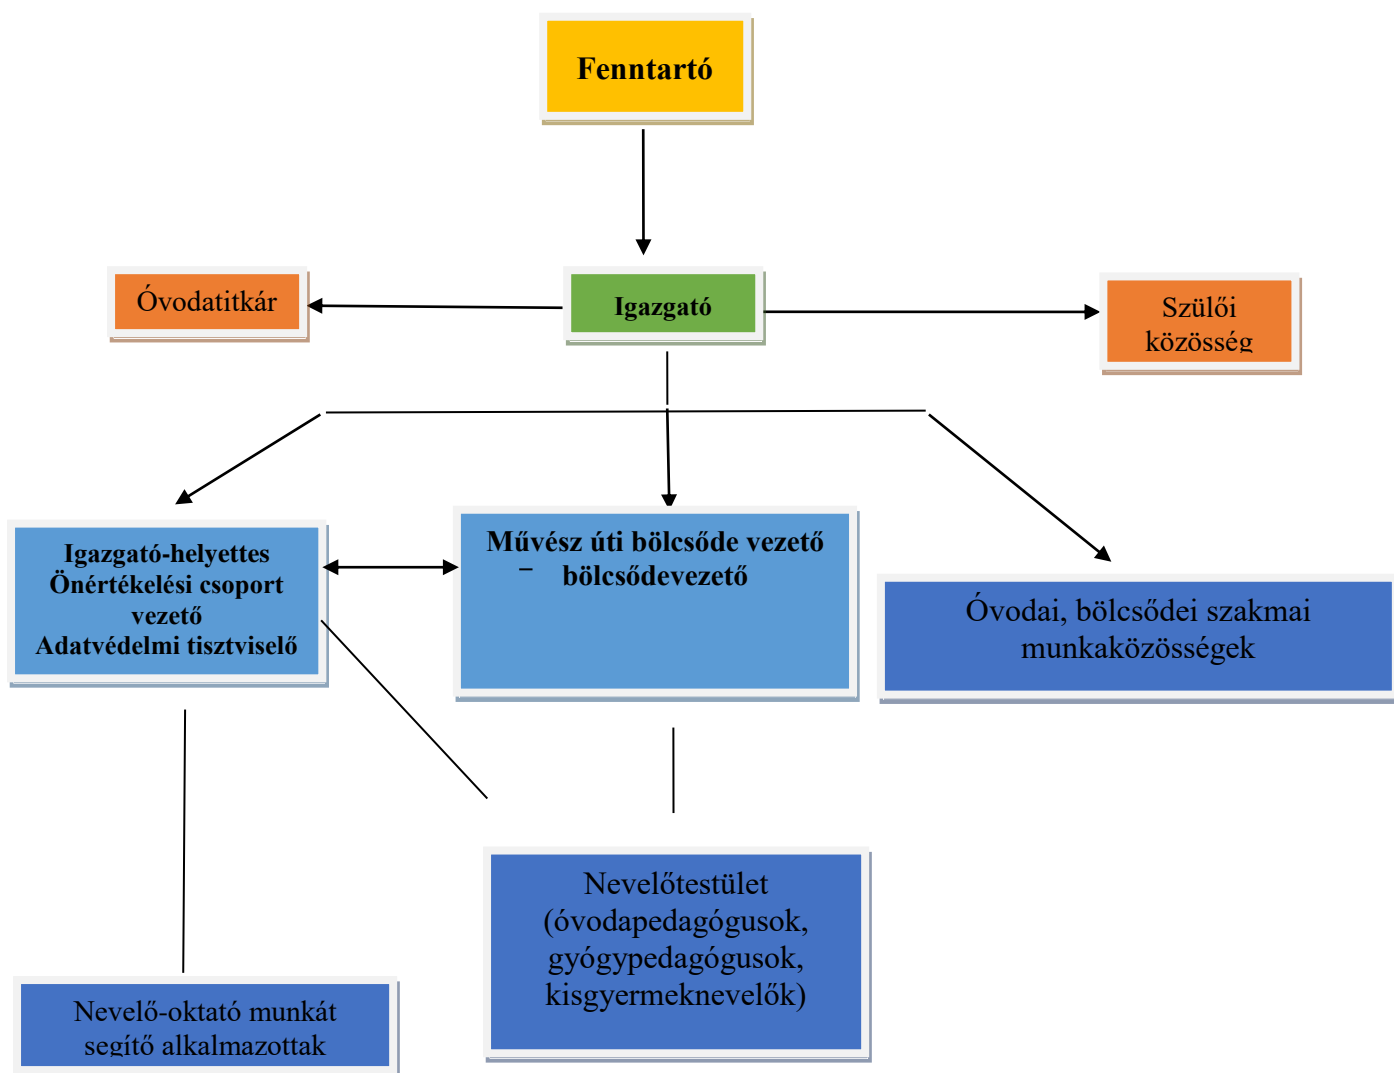 Fenntartó
Óvodatitkár
Igazgató
Szülői
közösség
Igazgató-helyettes
Önértékelési csoport
vezető
Adatvédelmi tisztviselő
Művész úti bölcsőde vezető
– bölcsődevezető
Óvodai, bölcsődei szakmai
munkaközösségek
Nevelőtestület
(óvodapedagógusok,
gyógypedagógusok,
kisgyermeknevelők)
Nevelő-oktató munkát
segítő alkalmazottak